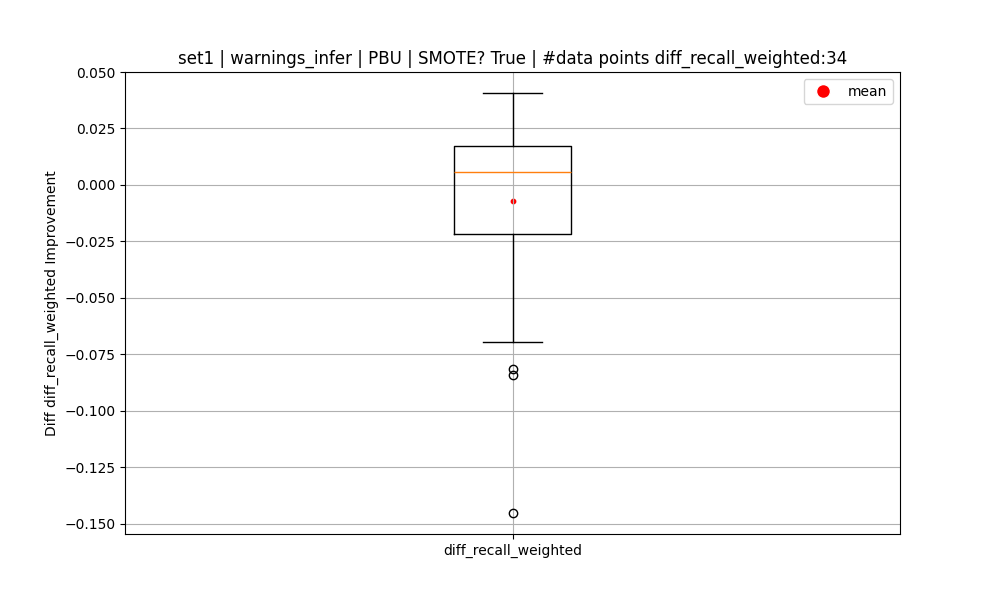 set1 | warnings_infer | PBU | SMOTE? True | #data points diff_recall_weighted:34
mean
Diff diff_recall_weighted Improvement
0.050
0.025
0.000
−0.025
−0.050
−0.075
−0.100
−0.125
−0.150
diff_recall_weighted